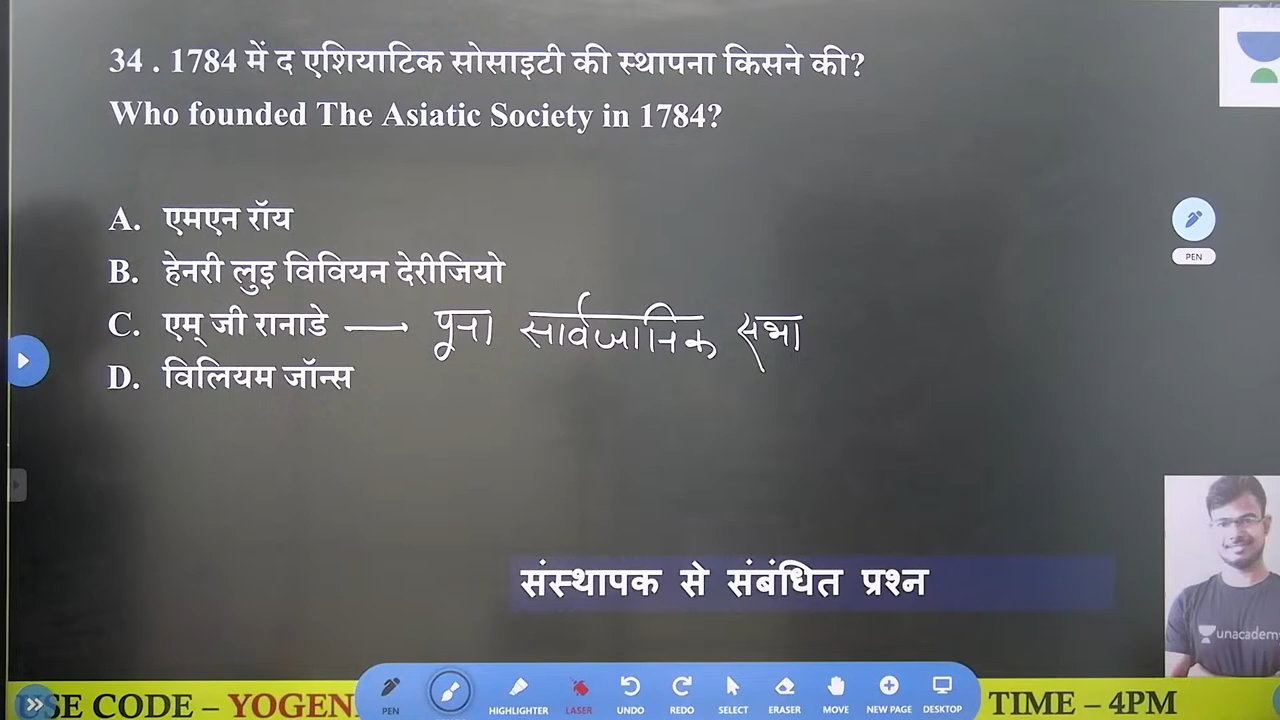 34 . 1784 में द एशियाटिक सोसाइटी की स्थापना किसने की?
Who founded The Asiatic Society in 1784?
A. एमएन रॉय
B. हेनरी लुइ विवियन देरीजियो
C. एम् जी रानाडे → पूना सार्वजानिक सभा
D. विलियम जॉन्स
PEN
संस्थापक से संबंधित प्रश्न
unacadem
USE CODE – YOGEN
PEN HIGHLIGHTER LASER UNDO REDO SELECT ERASER MOVE NEW PAGE DESKTOP
TIME – 4PM